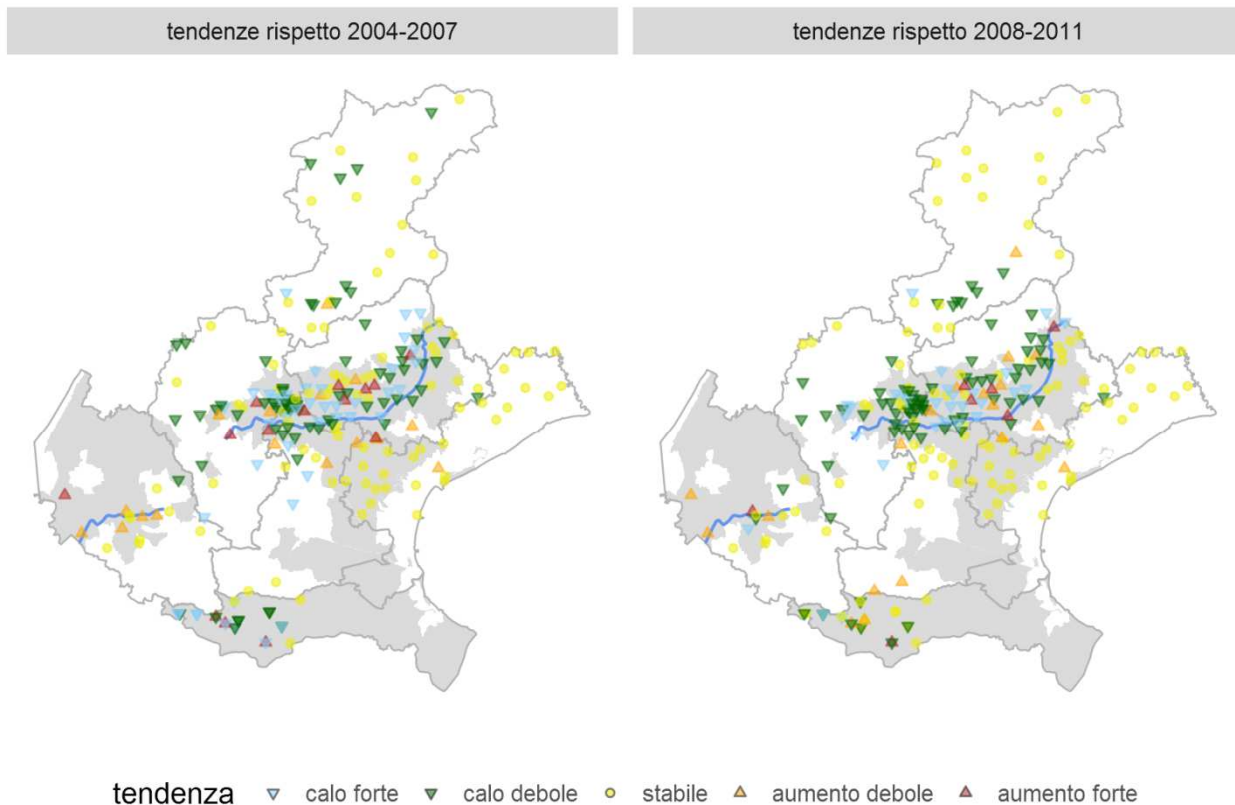 tendenze rispetto 2004-2007
tendenze rispetto 2008-2011
tendenza calo forte calo debole stabile aumento debole aumento forte